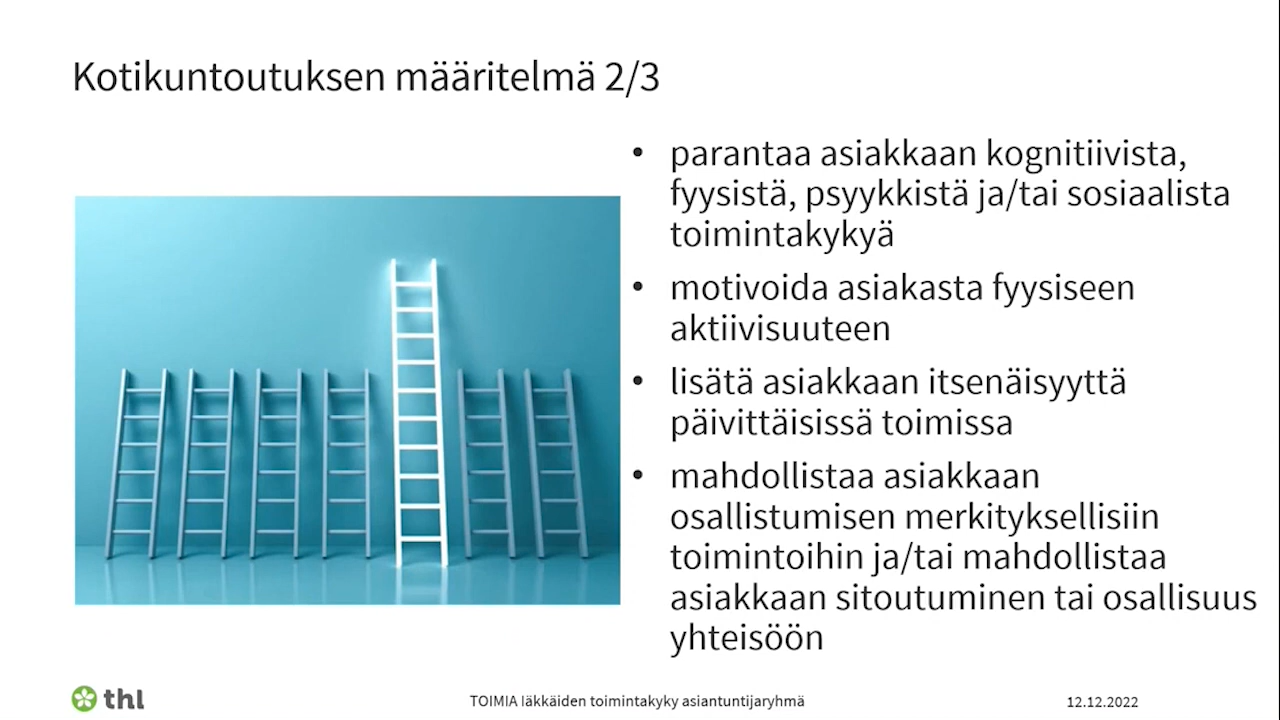 Kotikuntoutuksen määritelmä 2/3
• parantaa asiakkaan kognitiivista,
fyysistä, psyykkistä ja/tai sosiaalista
toimintakykyä
• motivoida asiakasta fyysiseen
aktiivisuuteen
• lisätä asiakkaan itsenäisyyttä
päivittäisissä toimissa
• mahdollistaa asiakkaan
osallistumisen merkityksellisiin
toimintoihin ja/tai mahdollistaa
asiakkaan sitoutuminen tai osallisuus
yhteisöön
thl
TOIMIA Iäkkäiden toimintakyky asiantuntijaryhmä
12.12.2022